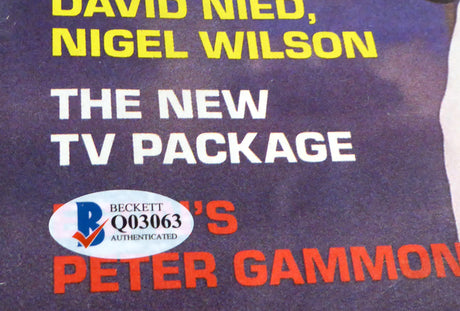 DAVID NIED,
NIGEL WILSON
THE NEW
TV PACKAGE
'S
BECKETT
Q03063
AUTHENTICATED
PETER GAMMON